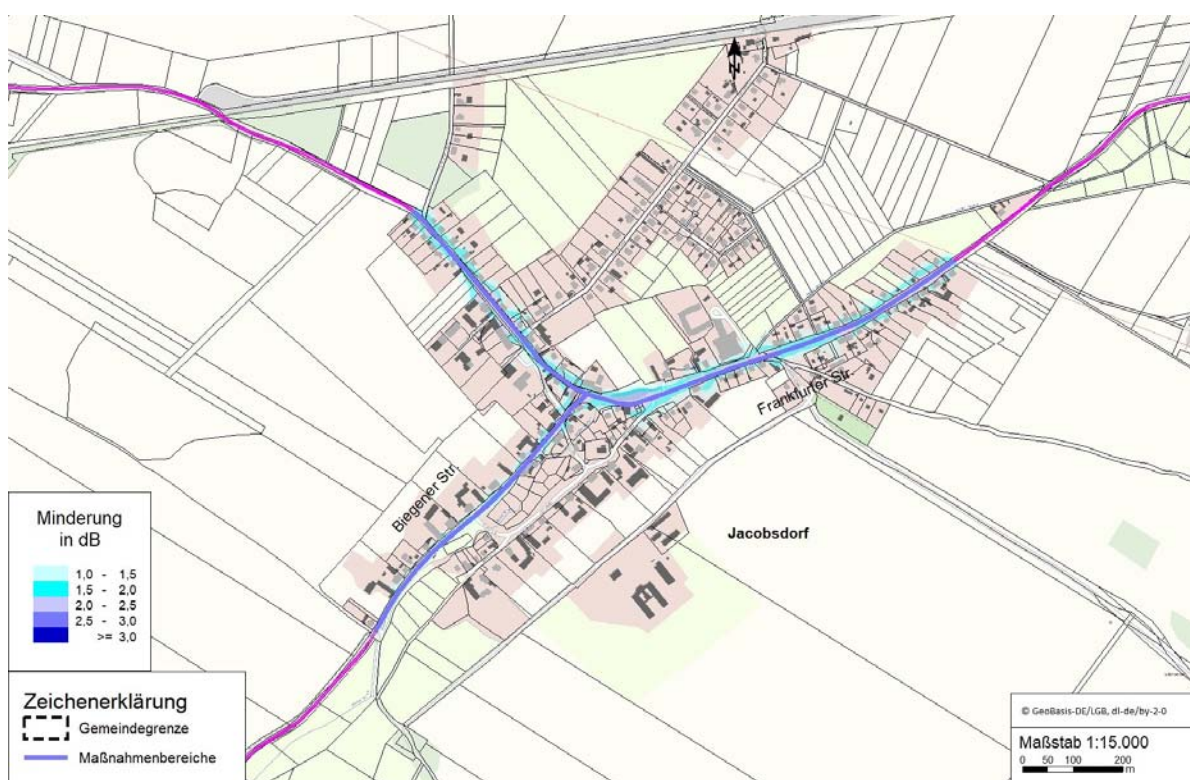 N
Frankfurter Str.
Biegener Str.
Jacobsdorf
Minderung
in dB
1,0 - 1,5
1,5 - 2,0
2,0 - 2,5
2,5 - 3,0
>= 3,0
Zeichenerklärung
Gemeindegrenze
Maßnahmenbereiche
© GeoBasis-DE/LGB, dl-de/by-2-0
Maßstab 1:15.000
0 50 100 200
m